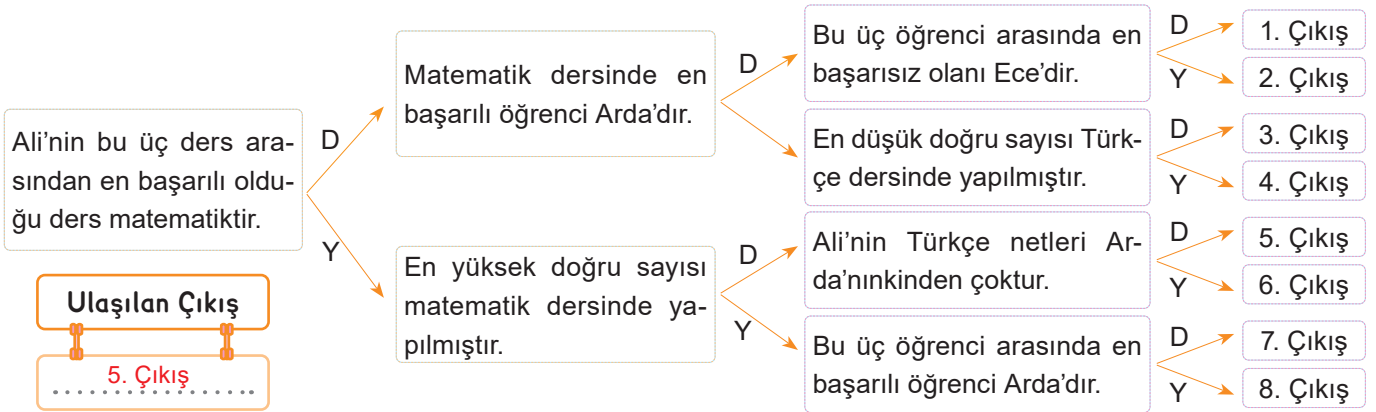 Ali’nin bu üç ders ara-
sından en başarılı oldu-
ğu ders matematiktir.
D
Y
Matematik dersinde en
başarılı öğrenci Arda’dır.
D
En yüksek doğru sayısı
matematik dersinde ya-
pılmıştır.
D
Y
Bu üç öğrenci arasında en
başarısız olanı Ece’dir.
D
Y
1. Çıkış
2. Çıkış
En düşük doğru sayısı Türk-
çe dersinde yapılmıştır.
D
Y
3. Çıkış
4. Çıkış
Ali’nin Türkçe netleri Ar-
da’nınkinden çoktur.
D
Y
5. Çıkış
6. Çıkış
Bu üç öğrenci arasında en
başarılı öğrenci Arda’dır.
D
Y
7. Çıkış
8. Çıkış
Ulaşılan Çıkış
5. Çıkış